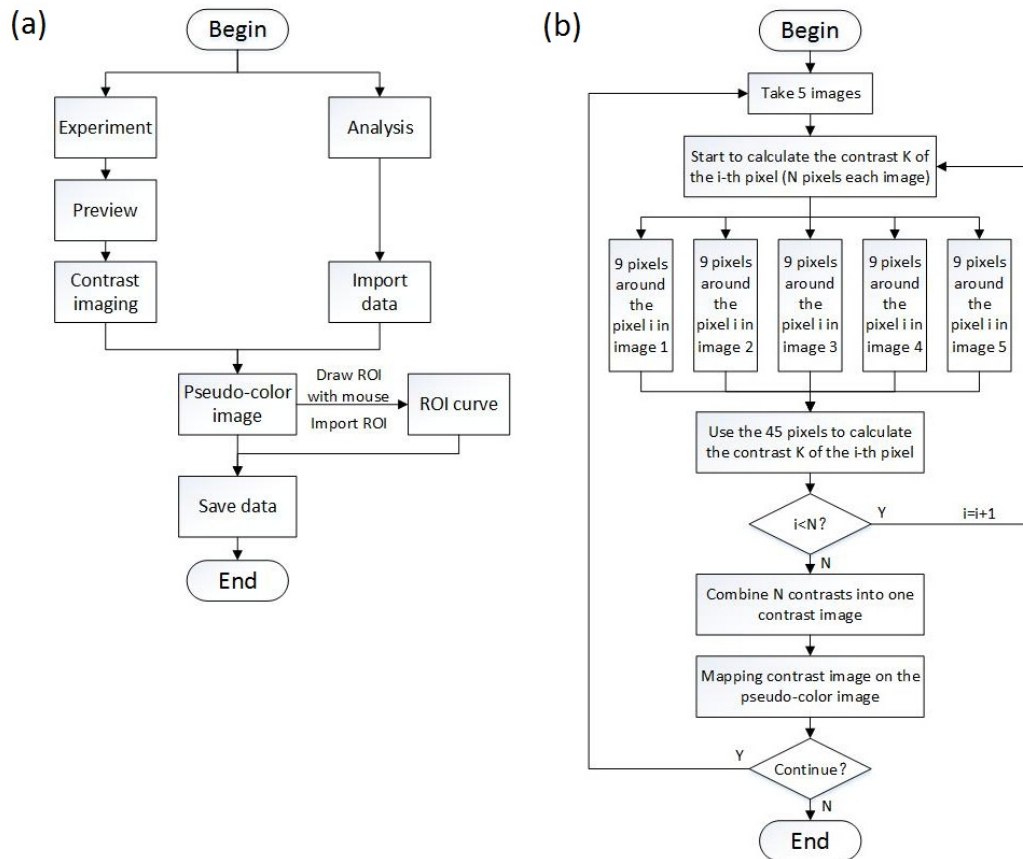 (a)
Begin
Experiment
Analysis
Preview
Contrast
imaging
Import
data
Pseudo-color
image
Draw ROI
with mouse
Import ROI
ROI curve
Save data
End
(b)
Begin
Take 5 images
Start to calculate the contrast K of
the i-th pixel (N pixels each image)
9 pixels
around
the
pixel i in
image 1
9 pixels
around
the
pixel i in
image 2
9 pixels
around
the
pixel i in
image 3
9 pixels
around
the
pixel i in
image 4
9 pixels
around
the
pixel i in
image 5
Use the 45 pixels to calculate
the contrast K of the i-th pixel
i<N?
Y
i=i+1
N
Combine N contrasts into one
contrast image
Mapping contrast image on the
pseudo-color image
Y
Continue?
N
End